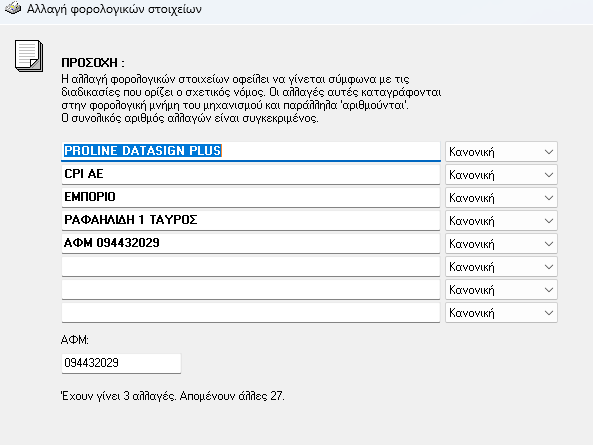 Αλλαγή φορολογικών στοιχείων
ΠΡΟΣΟΧΗ :
Η αλλαγή φορολογικών στοιχείων οφείλει να γίνεται σύμφωνα με τις
διαδικασίες που ορίζει ο σχετικός νόμος. Οι αλλαγές αυτές καταγράφονται
στην φορολογική μνήμη του μηχανισμού και παράλληλα 'αριθμούνται'.
Ο συνολικός αριθμός αλλαγών είναι συγκεκριμένος.
PROLINE DATASIGN PLUS Κανονική
CPI AE Κανονική
ΕΜΠΟΡΙΟ Κανονική
ΡΑΦΑΗΛΙΔΗ 1 ΤΑΥΡΟΣ Κανονική
ΑΦΜ 094432029 Κανονική
Κανονική
Κανονική
Κανονική
ΑΦΜ:
094432029
Έχουν γίνει 3 αλλαγές. Απομένουν άλλες 27.